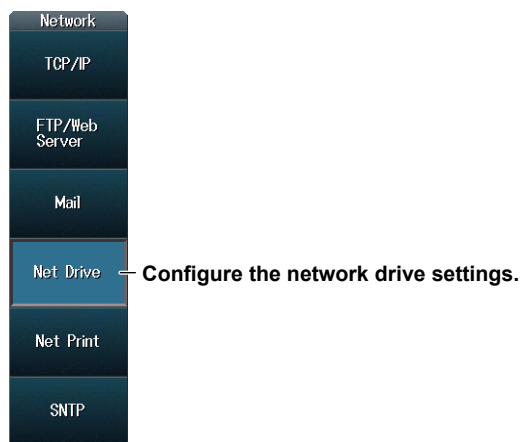 Network
TCP/IP
FTP/Web
Server
Mail
Net Drive
Configure the network drive settings.
Net Print
SNTP